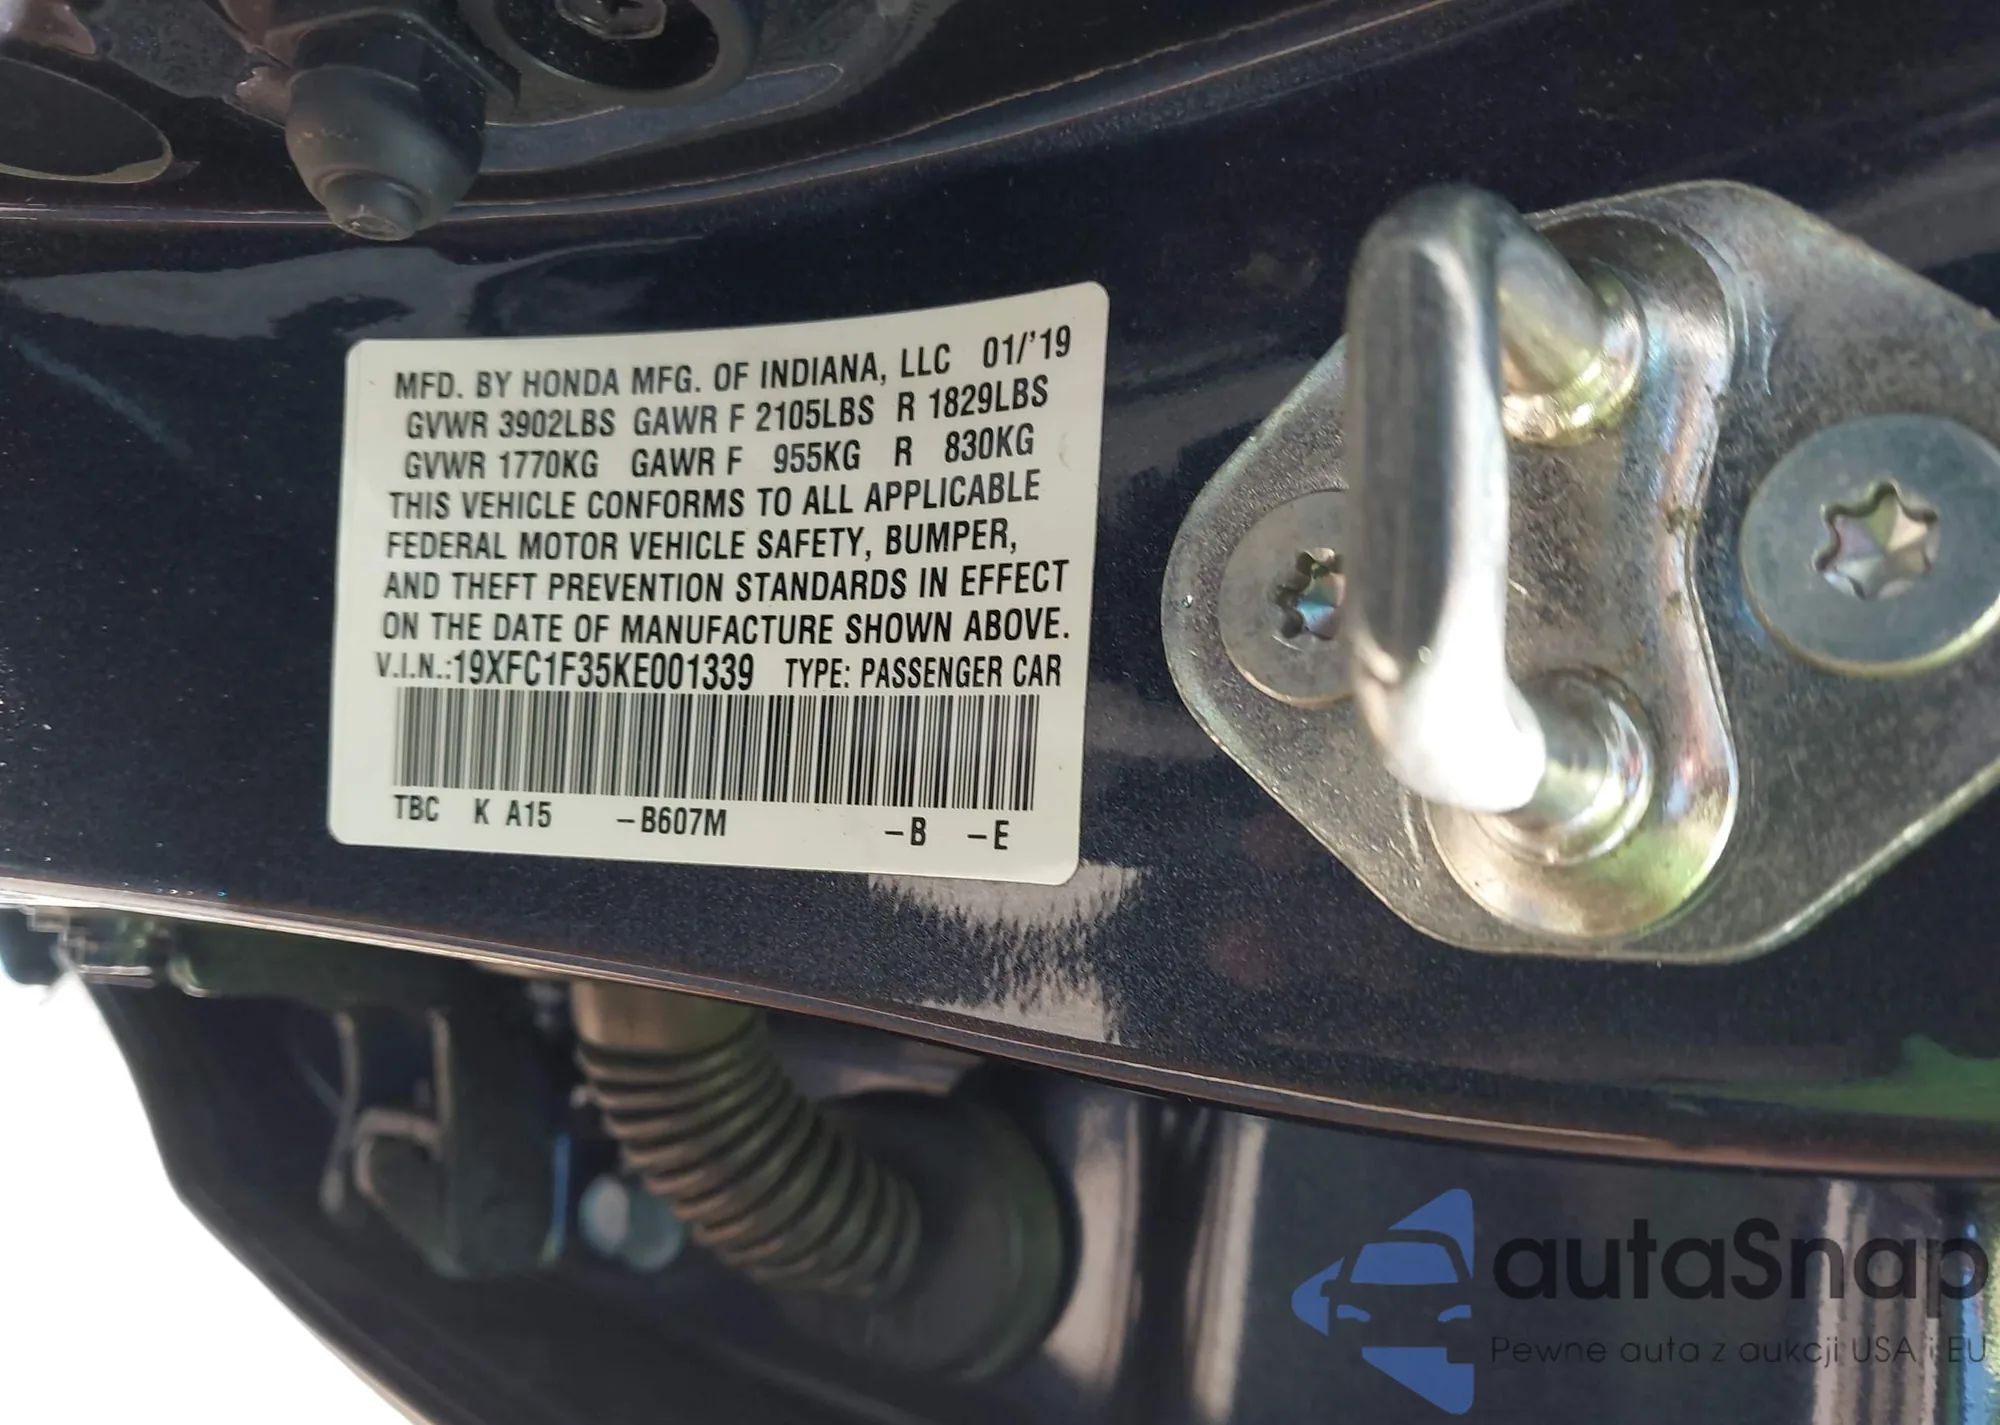 MFD. BY HONDA MFG. OF INDIANA, LLC 01/'19
GVWR 3902LBS GAWR F 2105LBS R 1829LBS
GVWR 1770KG GAWR F 955KG R 830KG
THIS VEHICLE CONFORMS TO ALL APPLICABLE
FEDERAL MOTOR VEHICLE SAFETY, BUMPER,
AND THEFT PREVENTION STANDARDS IN EFFECT
ON THE DATE OF MANUFACTURE SHOWN ABOVE.
V.I.N.:19XFC1F35KE001339 TYPE: PASSENGER CAR
TBC K A15 -B607M -B -E
autaSnap
Pewne auta z aukcji USA i EU